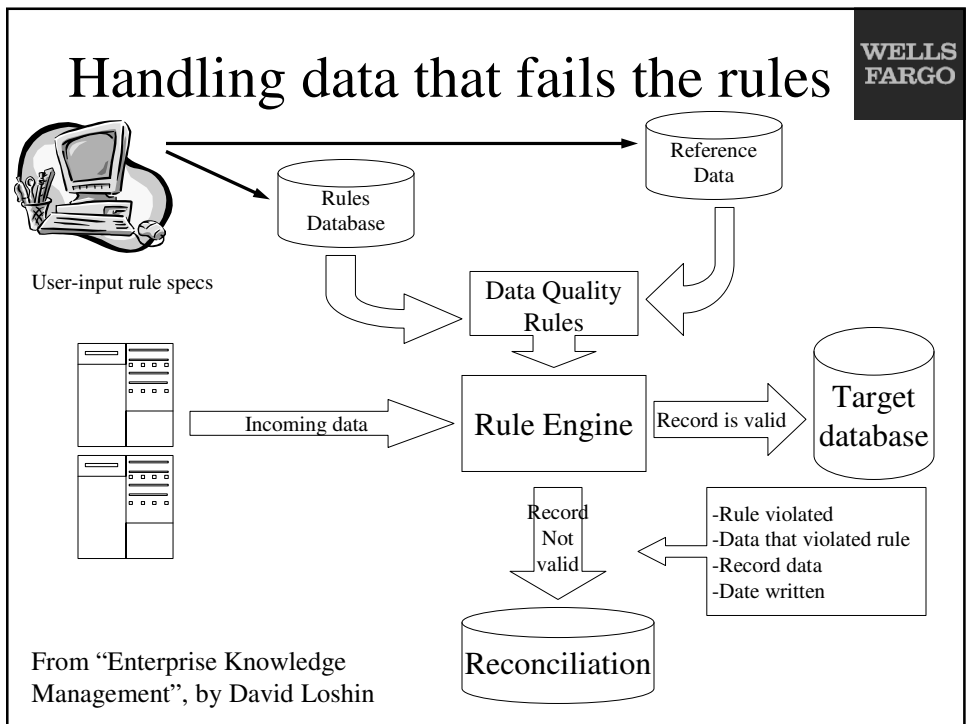 Handling data that fails the rules
WELLS
FARGO
Reference
Data
Rules
Database
User-input rule specs
Data Quality
Rules
Incoming data
Rule Engine
Record is valid
Target
database
Record
Not
valid
-Rule violated
-Data that violated rule
-Record data
-Date written
Reconciliation
From “Enterprise Knowledge
Management”, by David Loshin